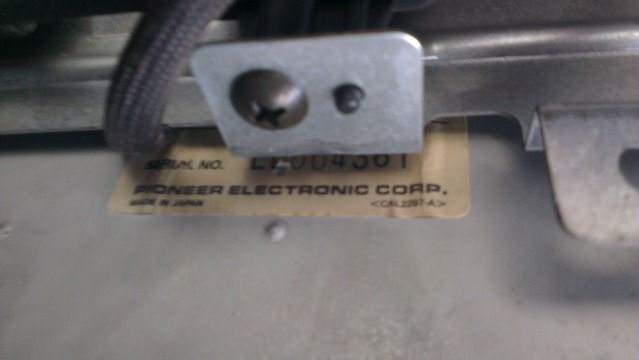 SERIAL NO.
PIONEER ELECTRONIC CORP.
MADE IN JAPAN <CAL2297-A>